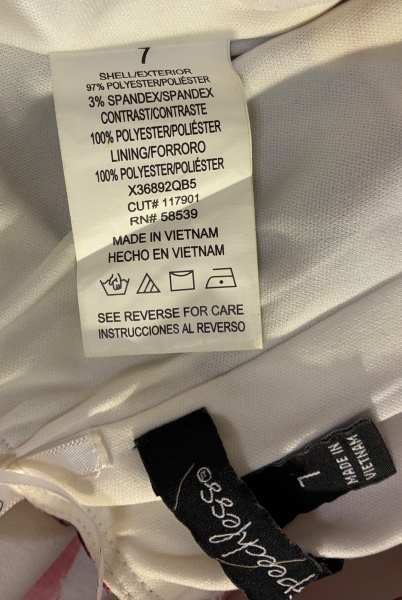 7
SHELL/EXTERIOR
97% POLYESTER/POLIÉSTER
3% SPANDEX/SPANDEX
CONTRAST/CONTRASTE
100% POLYESTER/POLIÉSTER
LINING/FORRORO
100% POLYESTER/POLIÉSTER
X36892QB5
CUT# 117901
RN# 58539
MADE IN VIETNAM
HECHO EN VIETNAM
SEE REVERSE FOR CARE
INSTRUCCIONES AL REVERSO
speechless®
7
MADE IN
VIETNAM